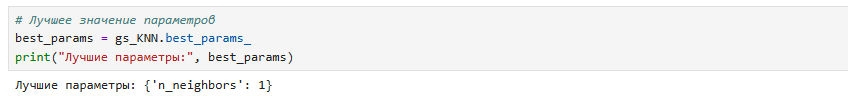 # Лучшее значение параметров
best_params = gs_KNN.best_params_
print("Лучшие параметры:", best_params)
Лучшие параметры: {'n_neighbors': 1}